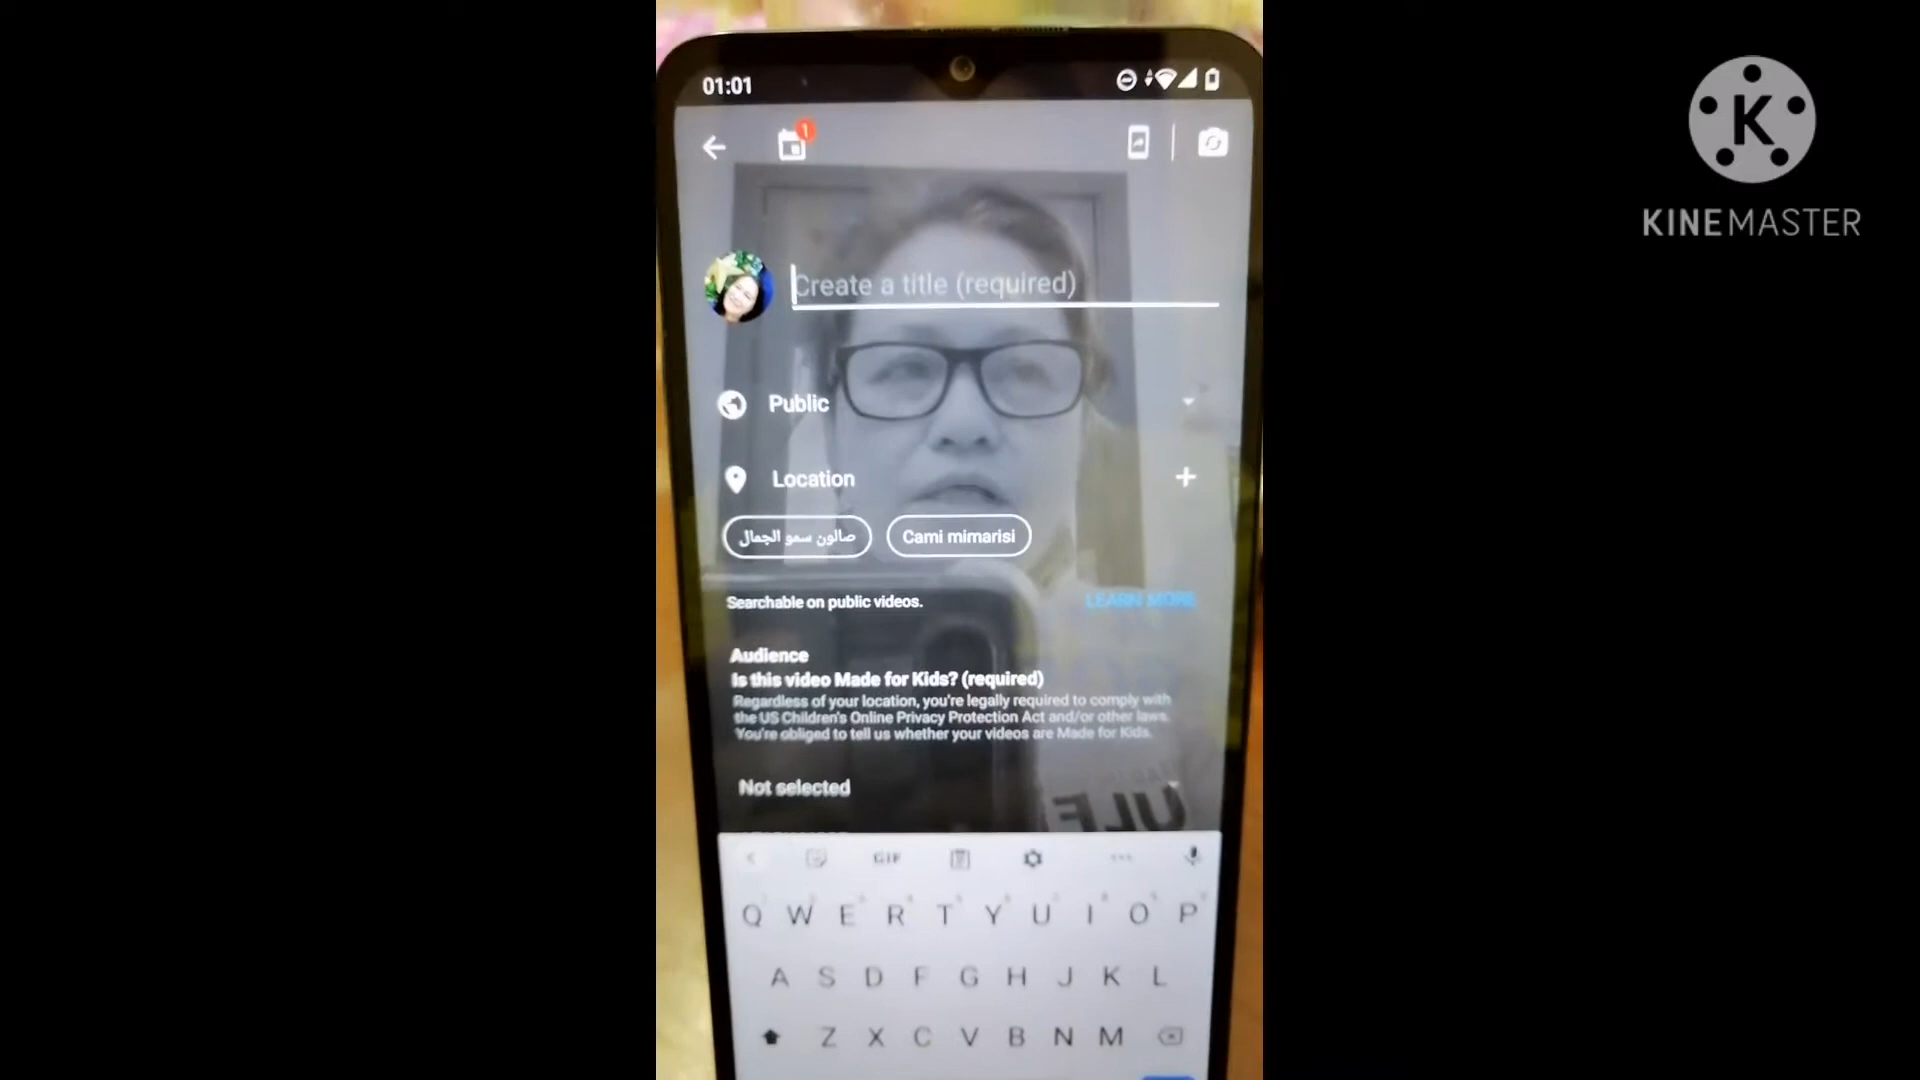 01:01
1
Create a title (required)
Public
Location
صالون سمو الجمال
Cami mimarisi
Searchable on public videos.
LEARN MORE
Audience
Is this video Made for Kids? (required)
Regardless of your location, you're legally required to comply with
the US Children's Online Privacy Protection Act and/or other laws.
You're obliged to tell us whether your videos are Made for Kids.
Not selected
GIF
Q W E R T Y U I O P
A S D F G H J K L
Z X C V B N M
K
KINEMASTER